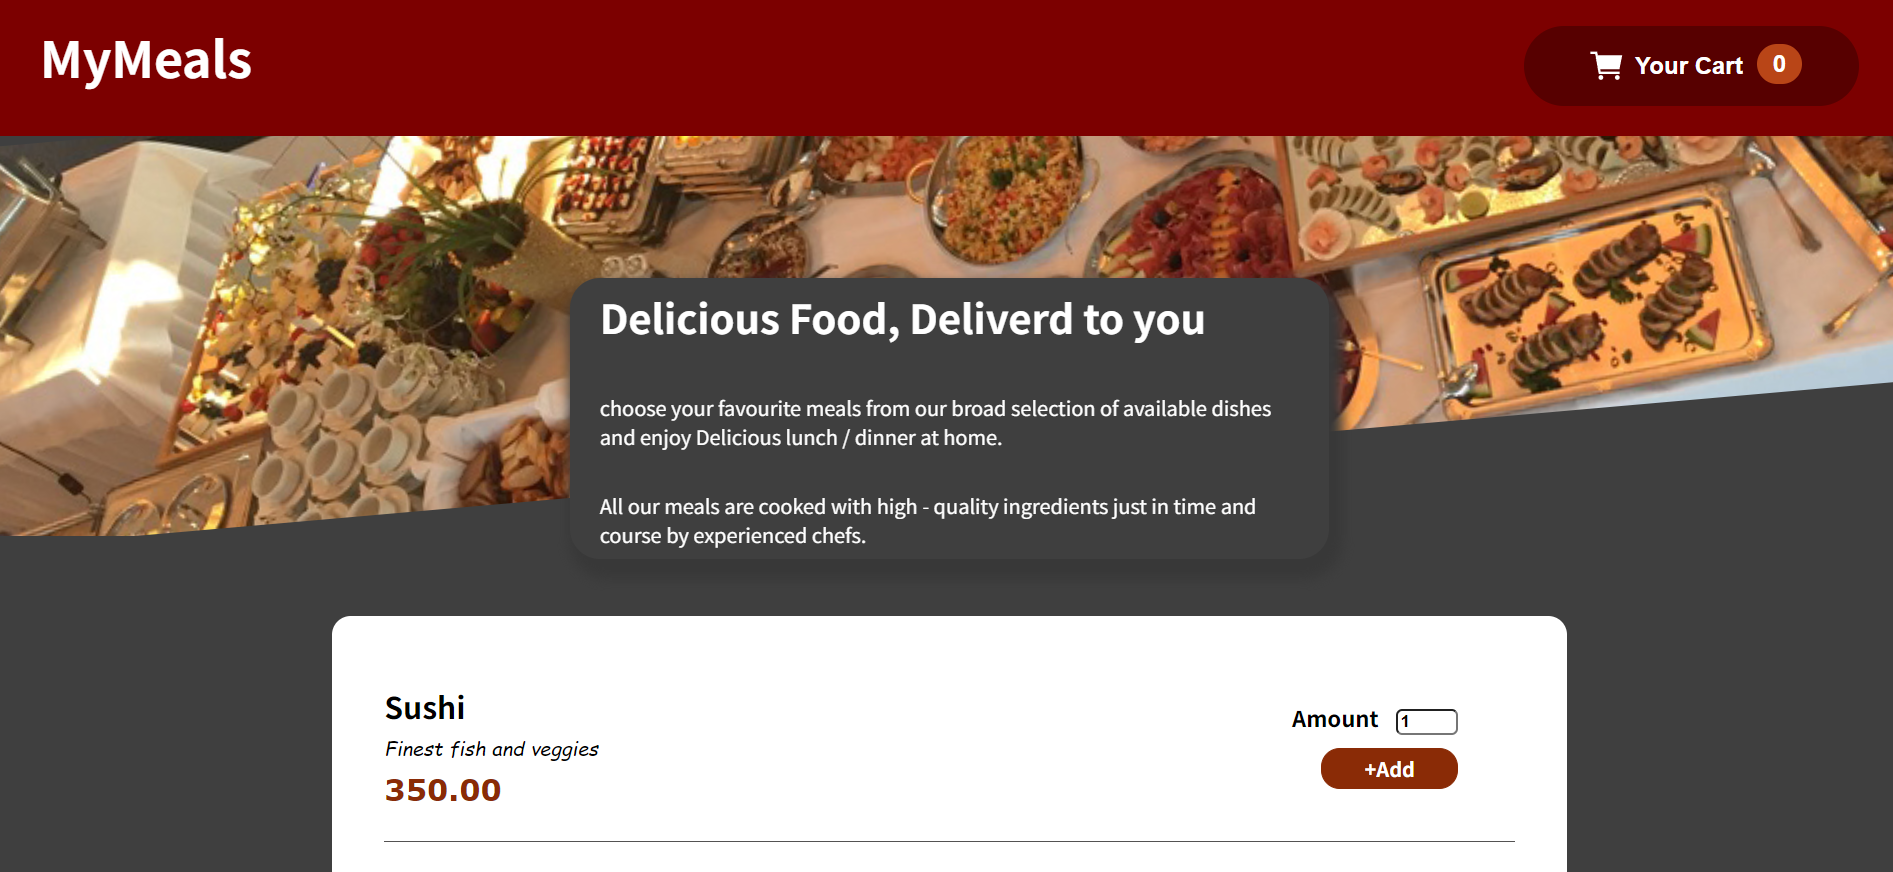 MyMeals
Your Cart 0
Delicious Food, Deliverd to you
choose your favourite meals from our broad selection of available dishes
and enjoy Delicious lunch / dinner at home.
All our meals are cooked with high - quality ingredients just in time and
course by experienced chefs.
Sushi
Finest fish and veggies
350.00
Amount 1
+Add